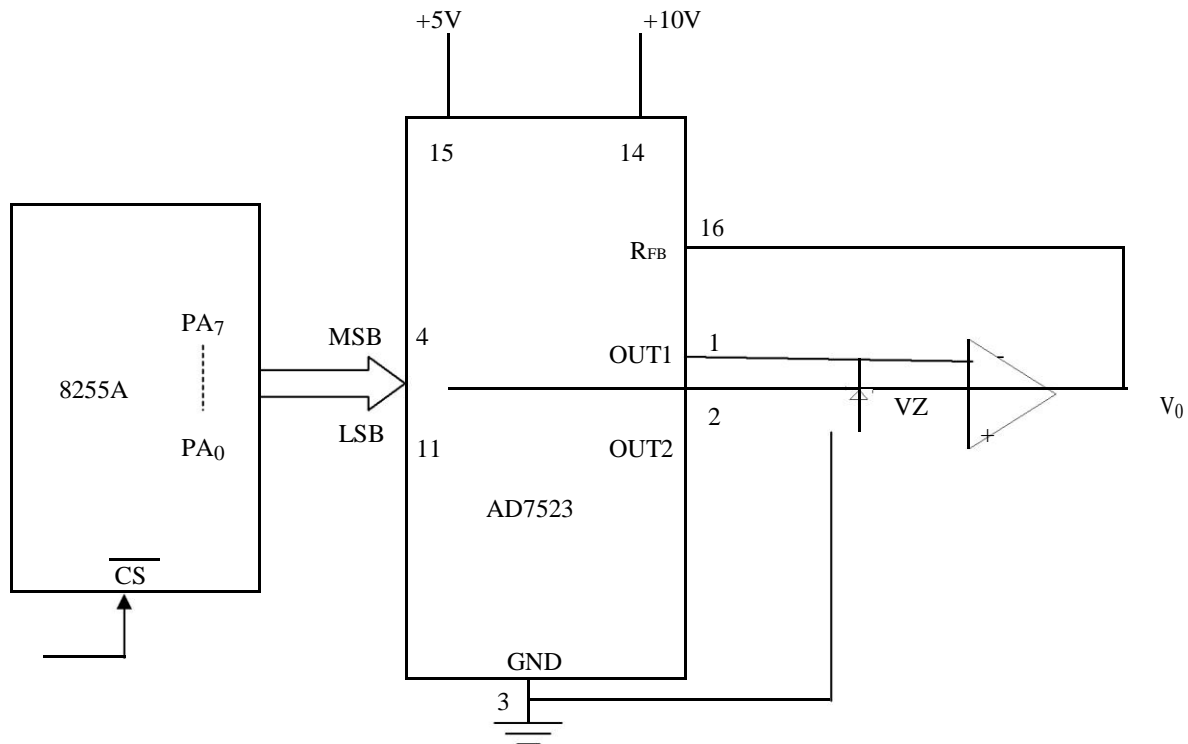 +5V
+10V
15
14
16
RFB
PA7
MSB
4
1
OUT1
-
8255A
V0
VZ
2
LSB
+
PA0
11
OUT2
AD7523
CS
GND
3